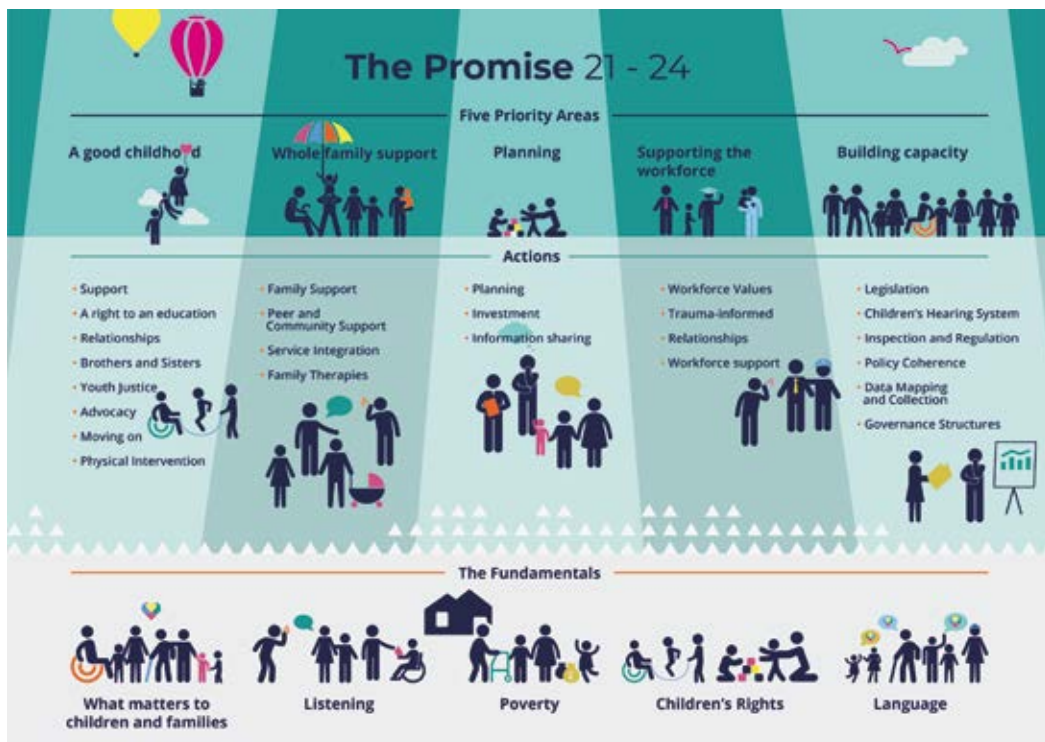 The Promise 21 - 24
Five Priority Areas
A good childhood
Whole family support
Planning
Supporting the
workforce
Building capacity
Actions
• Support
• A right to an education
• Relationships
• Brothers and Sisters
• Youth Justice
• Advocacy
• Moving on
• Physical Intervention
• Family Support
• Peer and
Community Support
• Service Integration
• Family Therapies
• Planning
• Investment
• Information sharing
• Workforce Values
• Trauma-informed
• Relationships
• Workforce support
• Legislation
• Children's Hearing System
• Inspection and Regulation
• Policy Coherence
• Data Mapping
and Collection
• Governance Structures
The Fundamentals
What matters to
children and families
Listening
Poverty
Children's Rights
Language